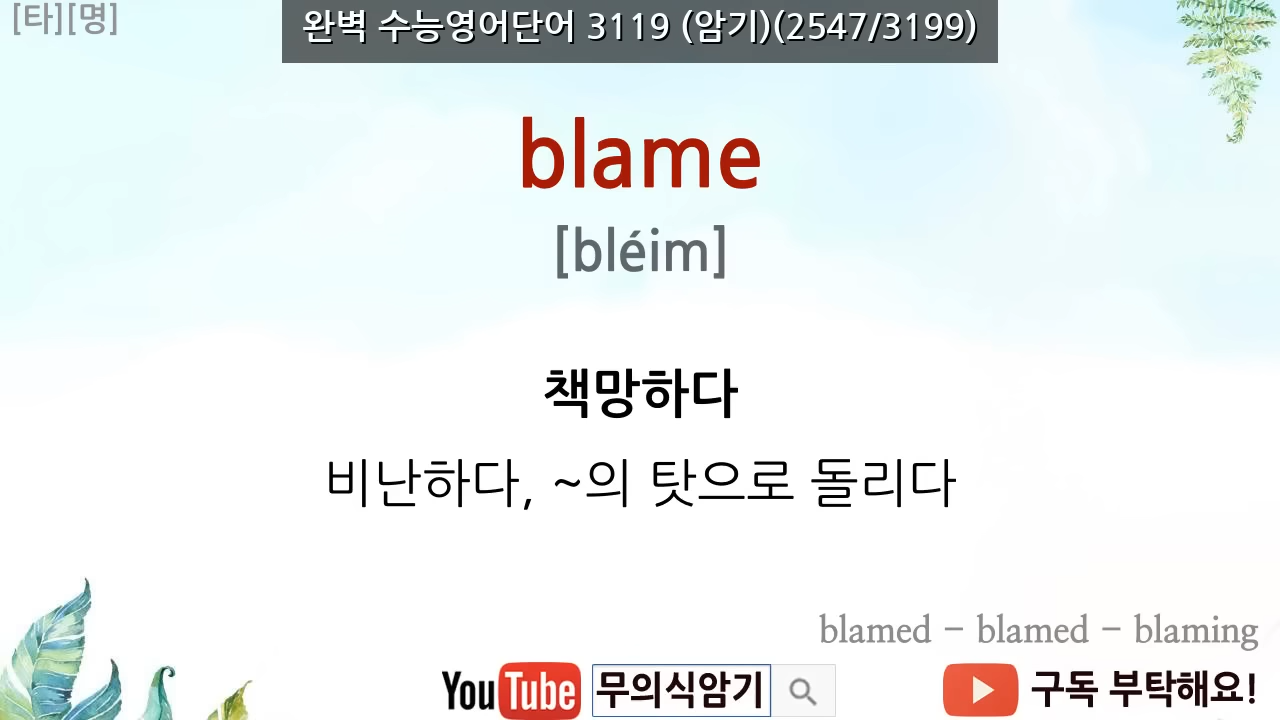 [타][명]
완벽 수능영어단어 3119 (암기)(2547/3199)
blame
[bléim]
책망하다
비난하다, ~의 탓으로 돌리다
blamed - blamed - blaming
YouTube 무의식암기
구독 부탁해요!